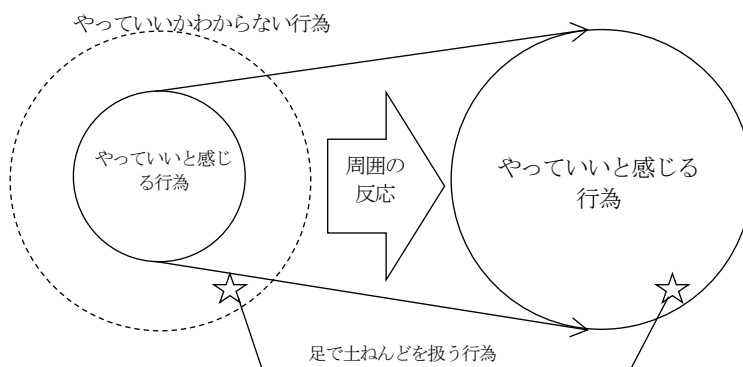 やっていいかわからない行為
やっていいと感じ
る行為
周囲の
反応
やっていいと感じる
行為
足で土ねんどを扱う行為